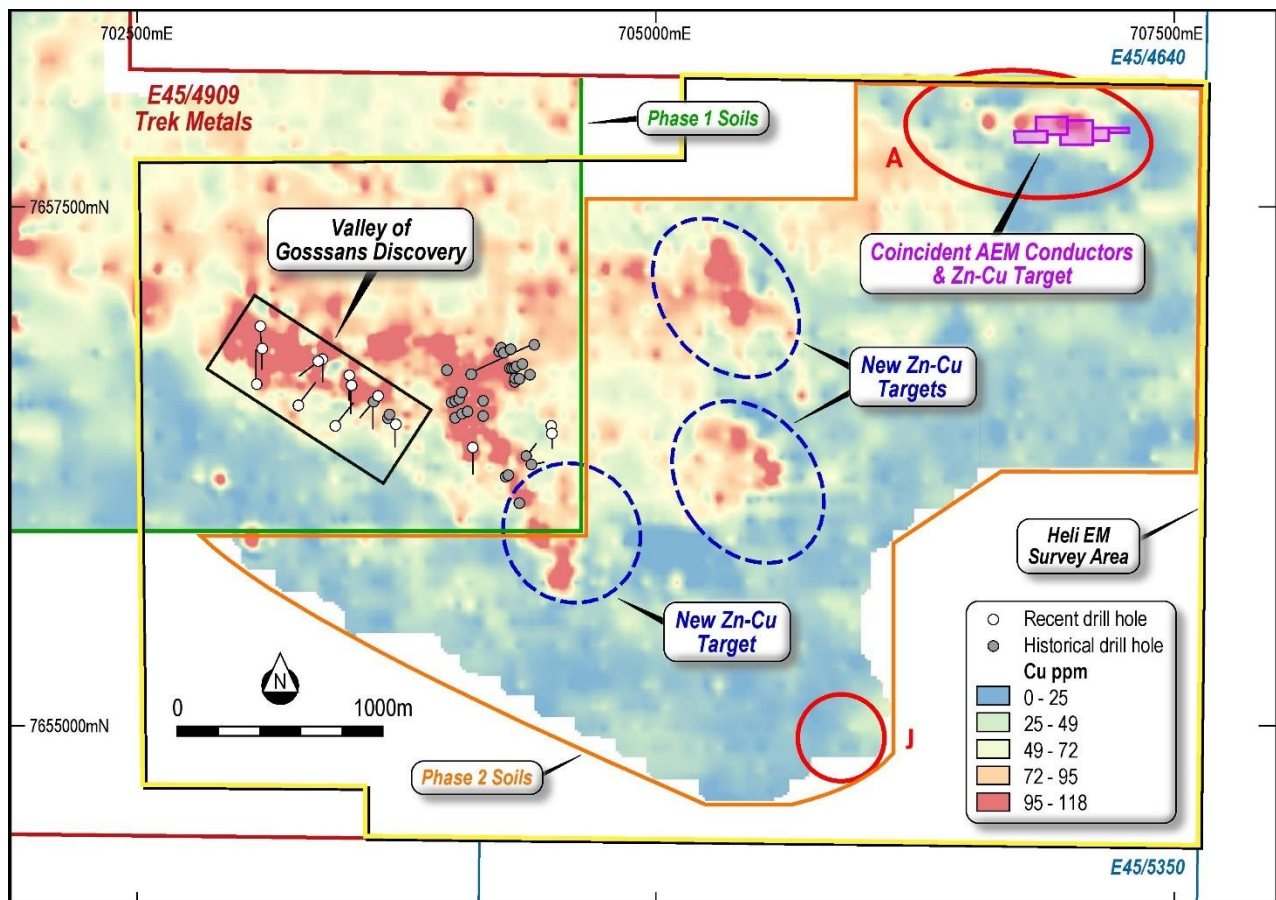 702500mE
705000mE
707500mE
E45/4640
E45/4909
Trek Metals
Phase 1 Soils
A
7657500mN
Valley of
Gosssans Discovery
Coincident AEM Conductors
& Zn-Cu Target
New Zn-Cu
Targets
Heli EM
Survey Area
New Zn-Cu
Target
N
0
1000m
7655000mN
J
Phase 2 Soils
Recent drill hole
Historical drill hole
Cu ppm
0 - 25
25 - 49
49 - 72
72 - 95
95 - 118
E45/5350